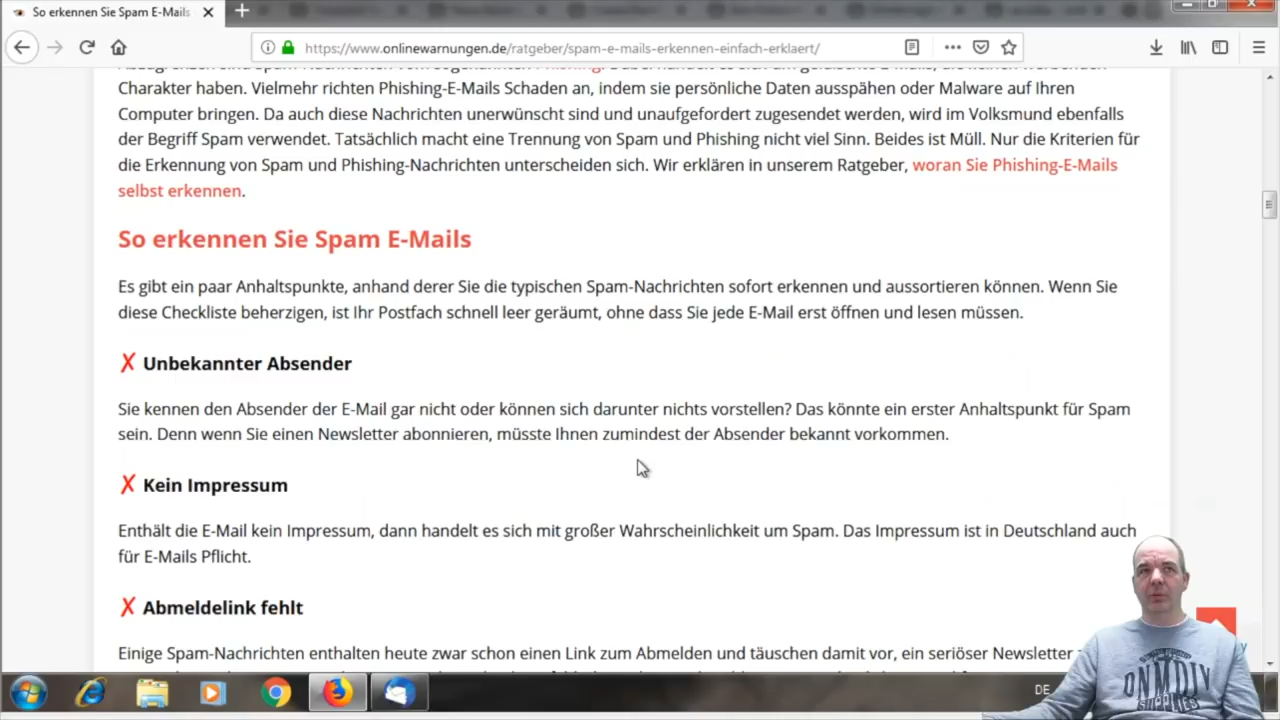 So erkennen Sie Spam E-Mails
https://www.onlinewarnungen.de/ratgeber/spam-e-mails-erkennen-einfach-erklaert/
Charakter haben. Vielmehr richten Phishing-E-Mails Schaden an, indem sie persönliche Daten ausspähen oder Malware auf Ihren
Computer bringen. Da auch diese Nachrichten unerwünscht sind und unaufgefordert zugesendet werden, wird im Volksmund ebenfalls
der Begriff Spam verwendet. Tatsächlich macht eine Trennung von Spam und Phishing nicht viel Sinn. Beides ist Müll. Nur die Kriterien für
die Erkennung von Spam und Phishing-Nachrichten unterscheiden sich. Wir erklären in unserem Ratgeber, woran Sie Phishing-E-Mails
selbst erkennen.
So erkennen Sie Spam E-Mails
Es gibt ein paar Anhaltspunkte, anhand derer Sie die typischen Spam-Nachrichten sofort erkennen und aussortieren können. Wenn Sie
diese Checkliste beherzigen, ist Ihr Postfach schnell leer geräumt, ohne dass Sie jede E-Mail erst öffnen und lesen müssen.
✗ Unbekannter Absender
Sie kennen den Absender der E-Mail gar nicht oder können sich darunter nichts vorstellen? Das könnte ein erster Anhaltspunkt für Spam
sein. Denn wenn Sie einen Newsletter abonnieren, müsste Ihnen zumindest der Absender bekannt vorkommen.
✗ Kein Impressum
Enthält die E-Mail kein Impressum, dann handelt es sich mit großer Wahrscheinlichkeit um Spam. Das Impressum ist in Deutschland auch
für E-Mails Pflicht.
✗ Abmeldelink fehlt
Einige Spam-Nachrichten enthalten heute zwar schon einen Link zum Abmelden und täuschen damit vor, ein seriöser Newsletter
DE
ONMDIV
SUPPLIES